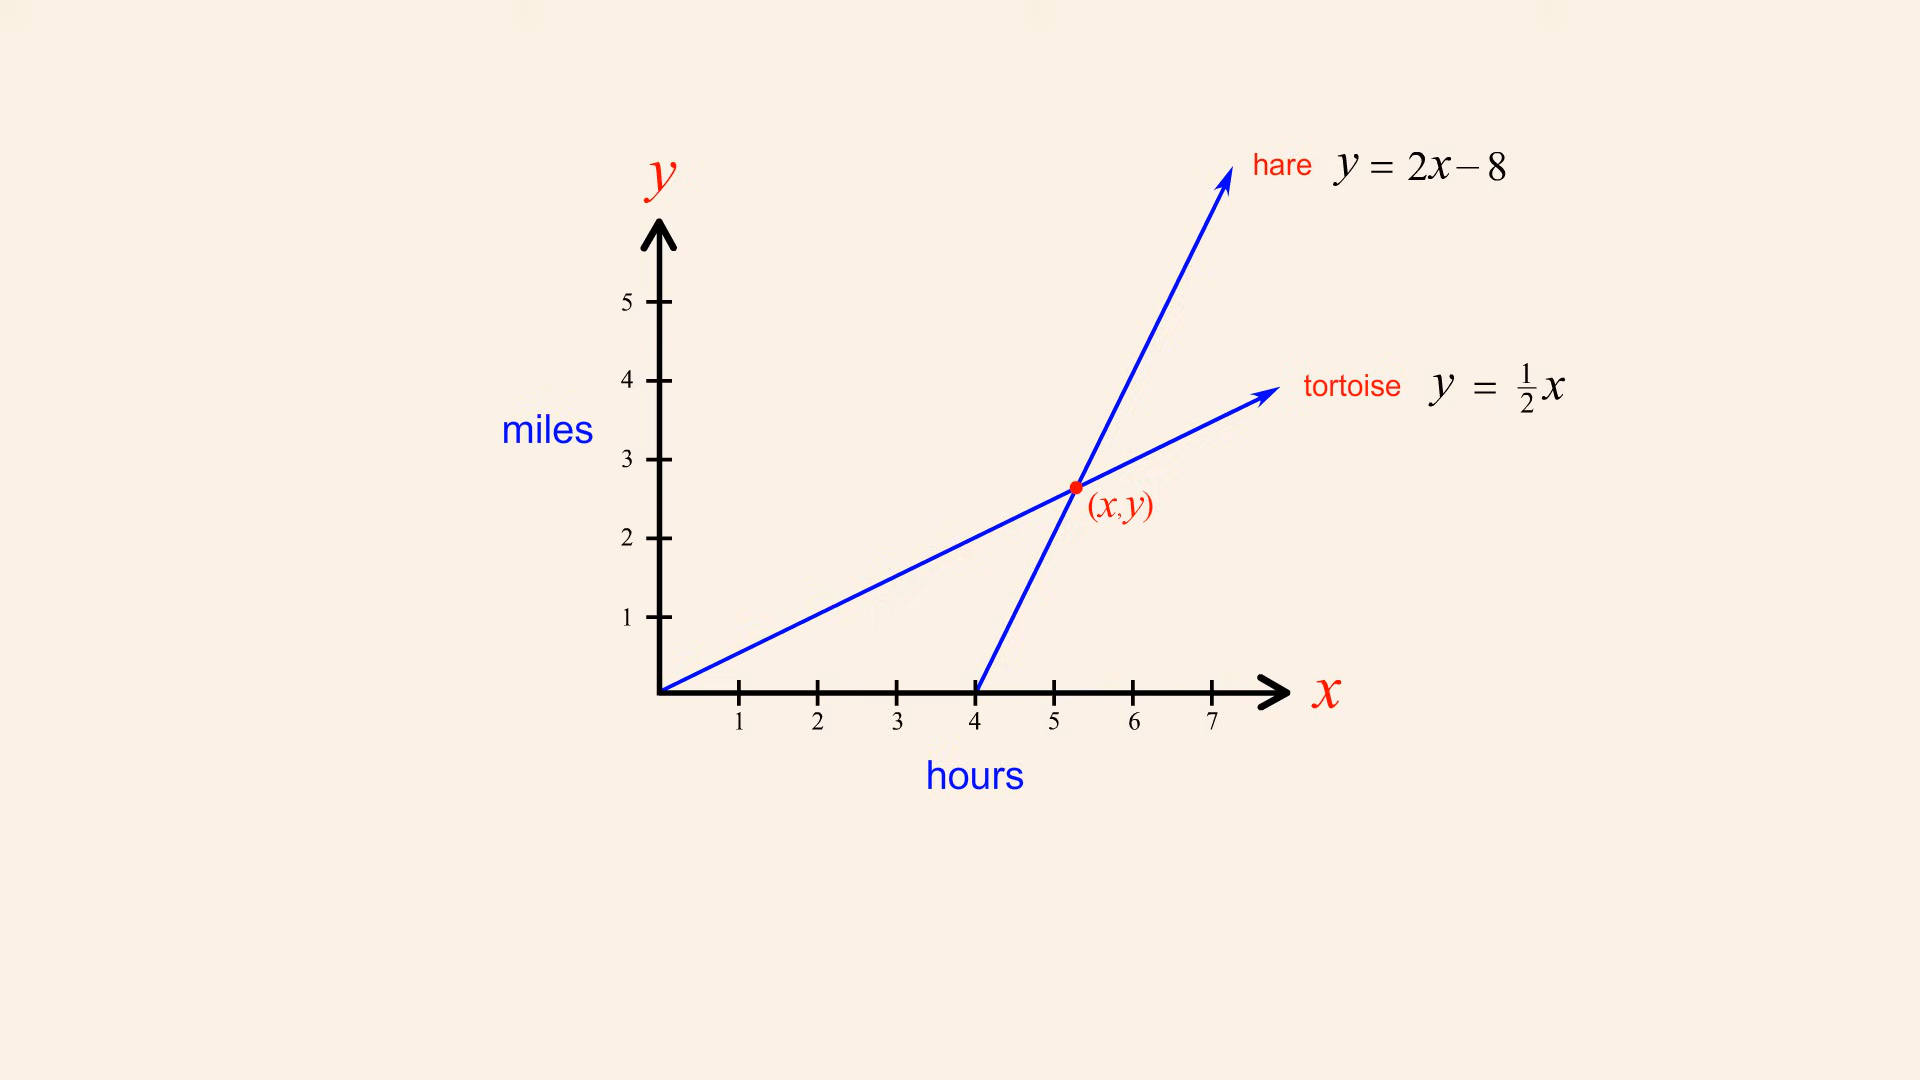 y
hare y = 2x – 8
5
4
tortoise y = 1/2 x
miles
3
(x,y)
2
1
x
1 2 3 4 5 6 7
hours